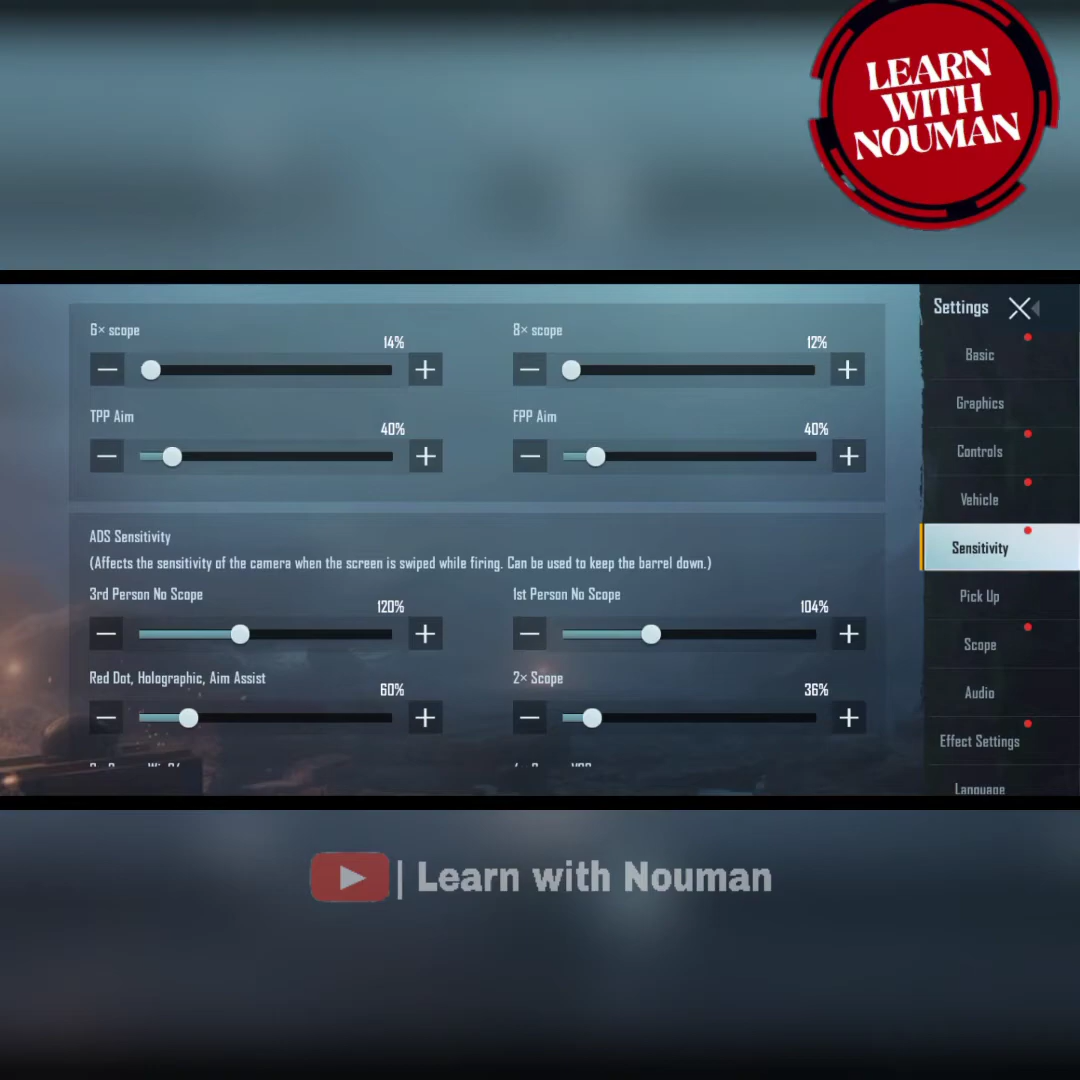 LEARN
WITH
NOUMAN
Settings
6× scope
14%
8× scope
12%
TPP Aim
40%
FPP Aim
40%
ADS Sensitivity
(Affects the sensitivity of the camera when the screen is swiped while firing. Can be used to keep the barrel down.)
3rd Person No Scope
120%
1st Person No Scope
104%
Red Dot, Holographic, Aim Assist
60%
2× Scope
36%
Basic
Graphics
Controls
Vehicle
Sensitivity
Pick Up
Scope
Audio
Effect Settings
Language
| Learn with Nouman